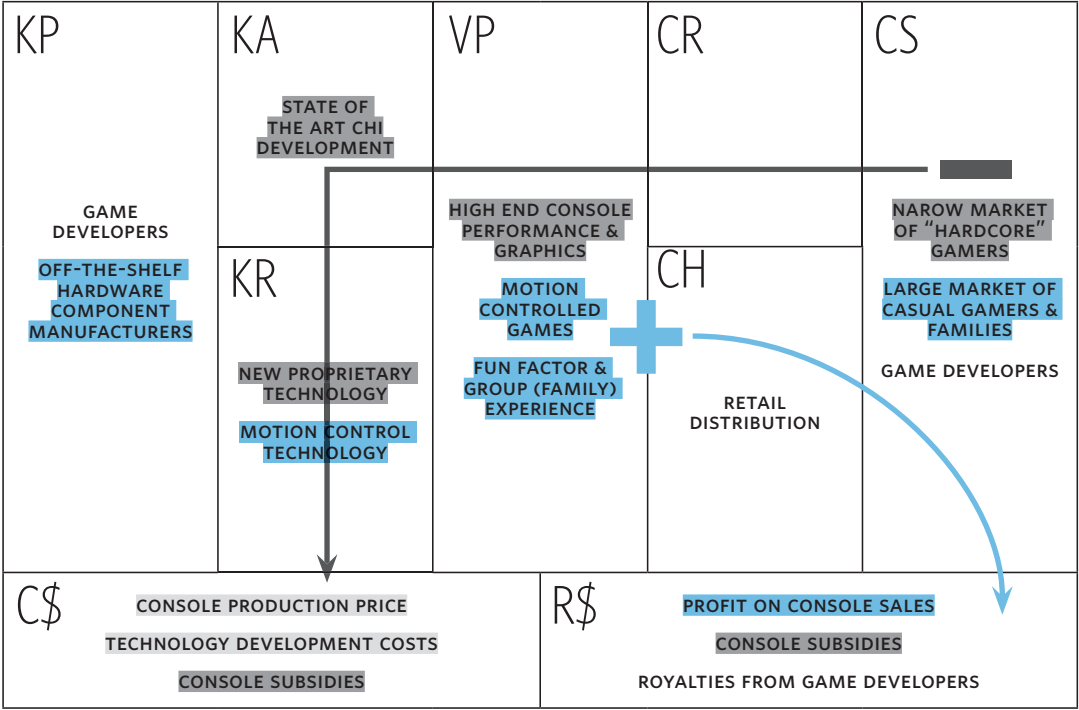 KP
GAME
DEVELOPERS
OFF-THE-SHELF
HARDWARE
COMPONENT
MANUFACTURERS
KA
STATE OF
THE ART CHI
DEVELOPMENT
KR
NEW PROPRIETARY
TECHNOLOGY
MOTION CONTROL
TECHNOLOGY
VP
HIGH END CONSOLE
PERFORMANCE &
GRAPHICS
MOTION
CONTROLLED
GAMES
FUN FACTOR &
GROUP (FAMILY)
EXPERIENCE
CR
CH
RETAIL
DISTRIBUTION
CS
NAROW MARKET
OF “HARDCORE”
GAMERS
LARGE MARKET OF
CASUAL GAMERS &
FAMILIES
GAME DEVELOPERS
C$
CONSOLE PRODUCTION PRICE
TECHNOLOGY DEVELOPMENT COSTS
CONSOLE SUBSIDIES
R$
PROFIT ON CONSOLE SALES
CONSOLE SUBSIDIES
ROYALTIES FROM GAME DEVELOPERS